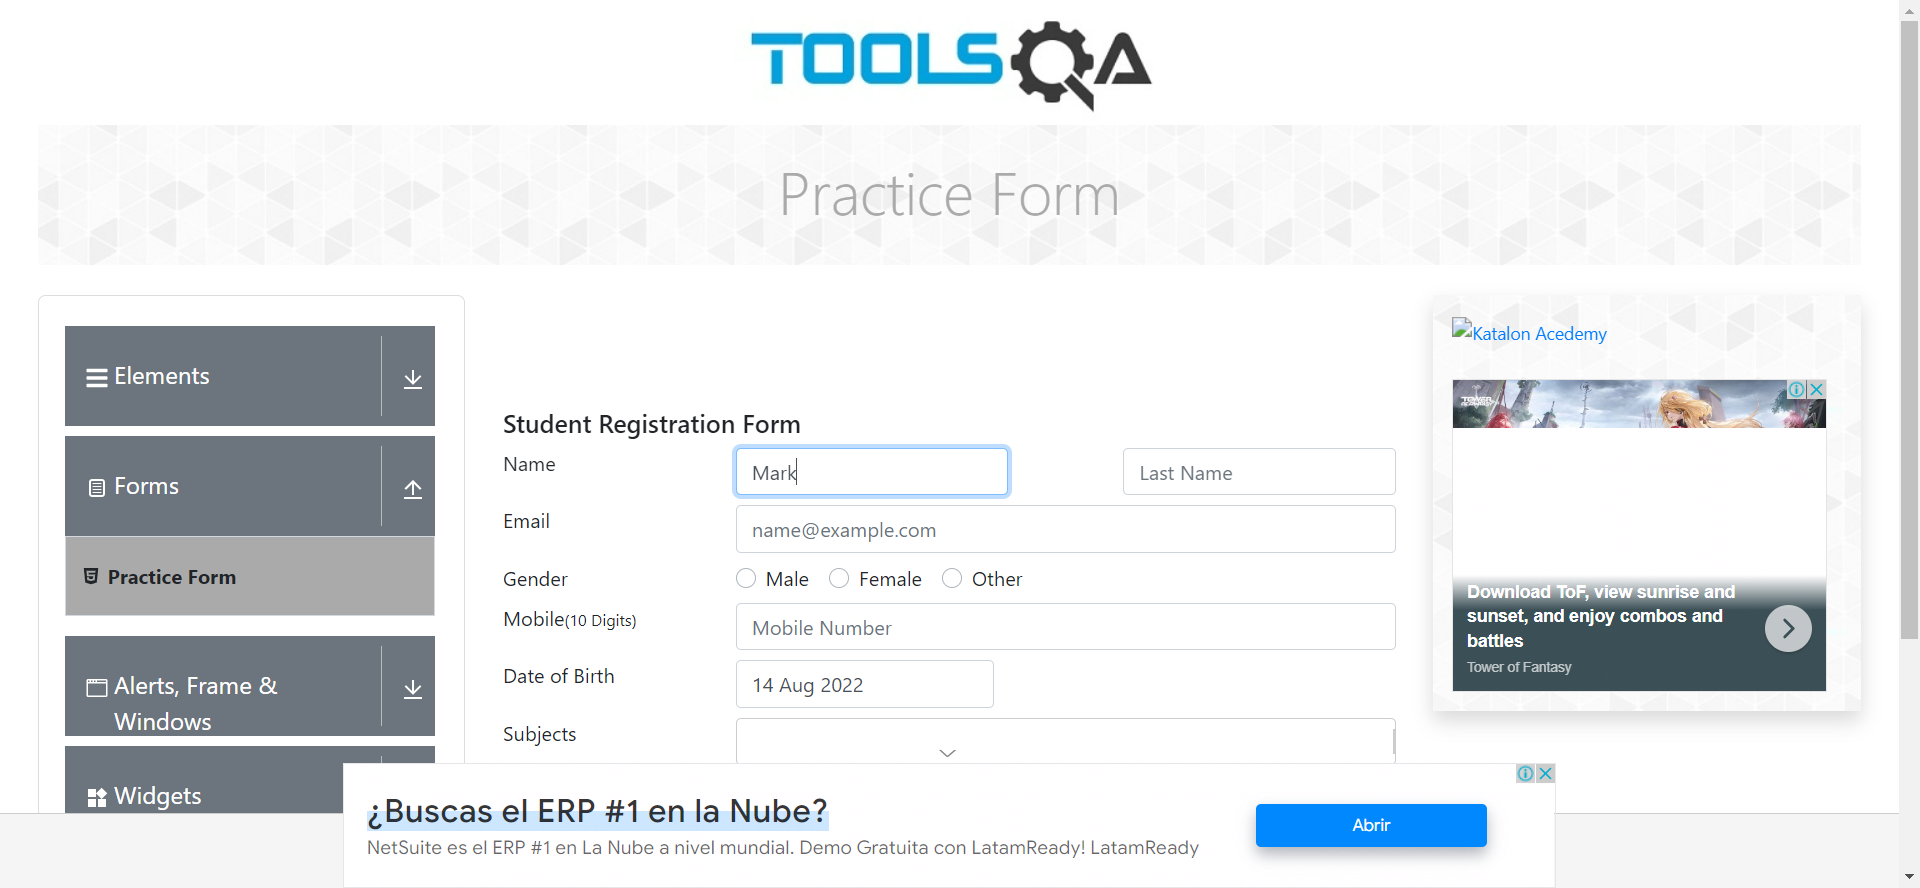 TOOLSQA
Practice Form
Elements
Forms
Practice Form
Alerts, Frame &
Windows
Widgets
Student Registration Form
Name
Mark
Last Name
Email
name@example.com
Gender
Male
Female
Other
Mobile(10 Digits)
Mobile Number
Date of Birth
14 Aug 2022
Subjects
Katalon Acedemy
TOWER
Download ToF, view sunrise and
sunset, and enjoy combos and
battles
Tower of Fantasy
¿Buscas el ERP #1 en la Nube?
NetSuite es el ERP #1 en La Nube a nivel mundial. Demo Gratuita con LatamReady! LatamReady
Abrir